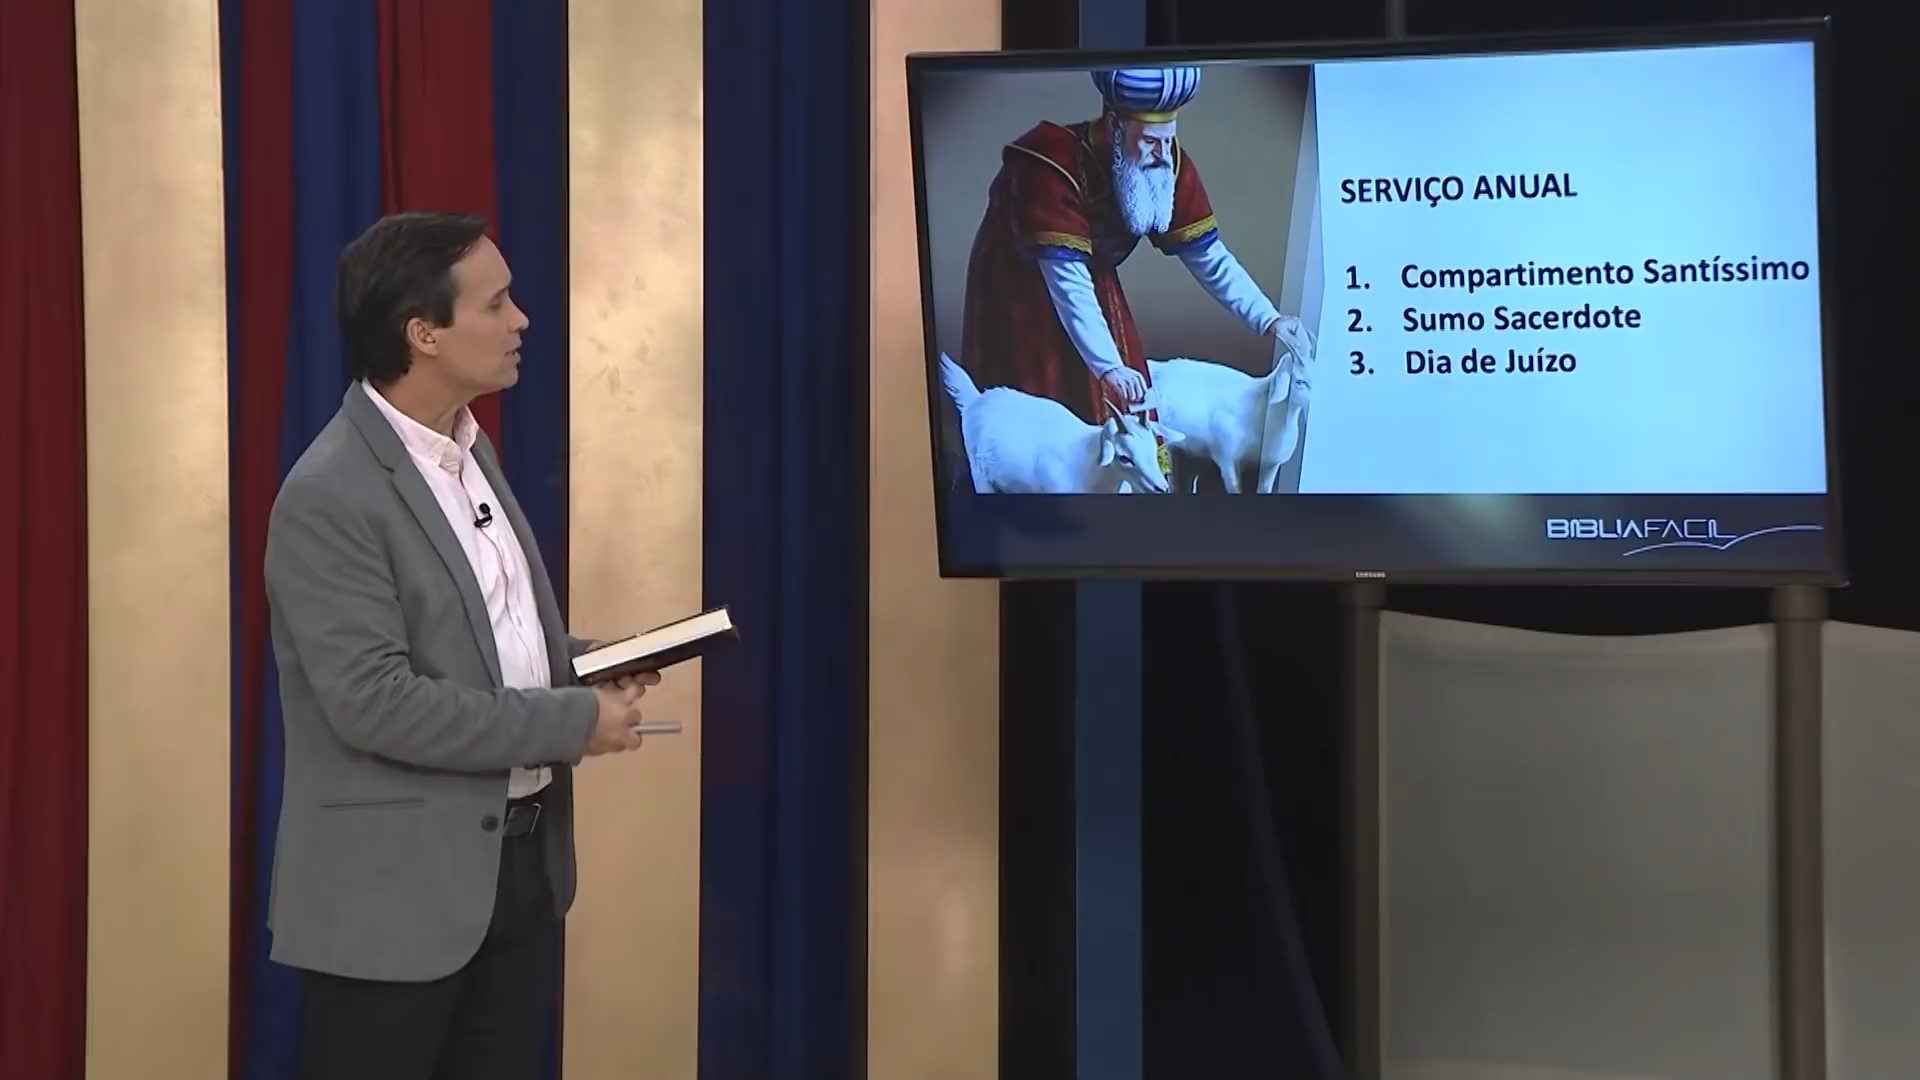 SERVIÇO ANUAL
1. Compartimento Santíssimo
2. Sumo Sacerdote
3. Dia de Juízo
BIBLIAFACIL
SAMSUNG